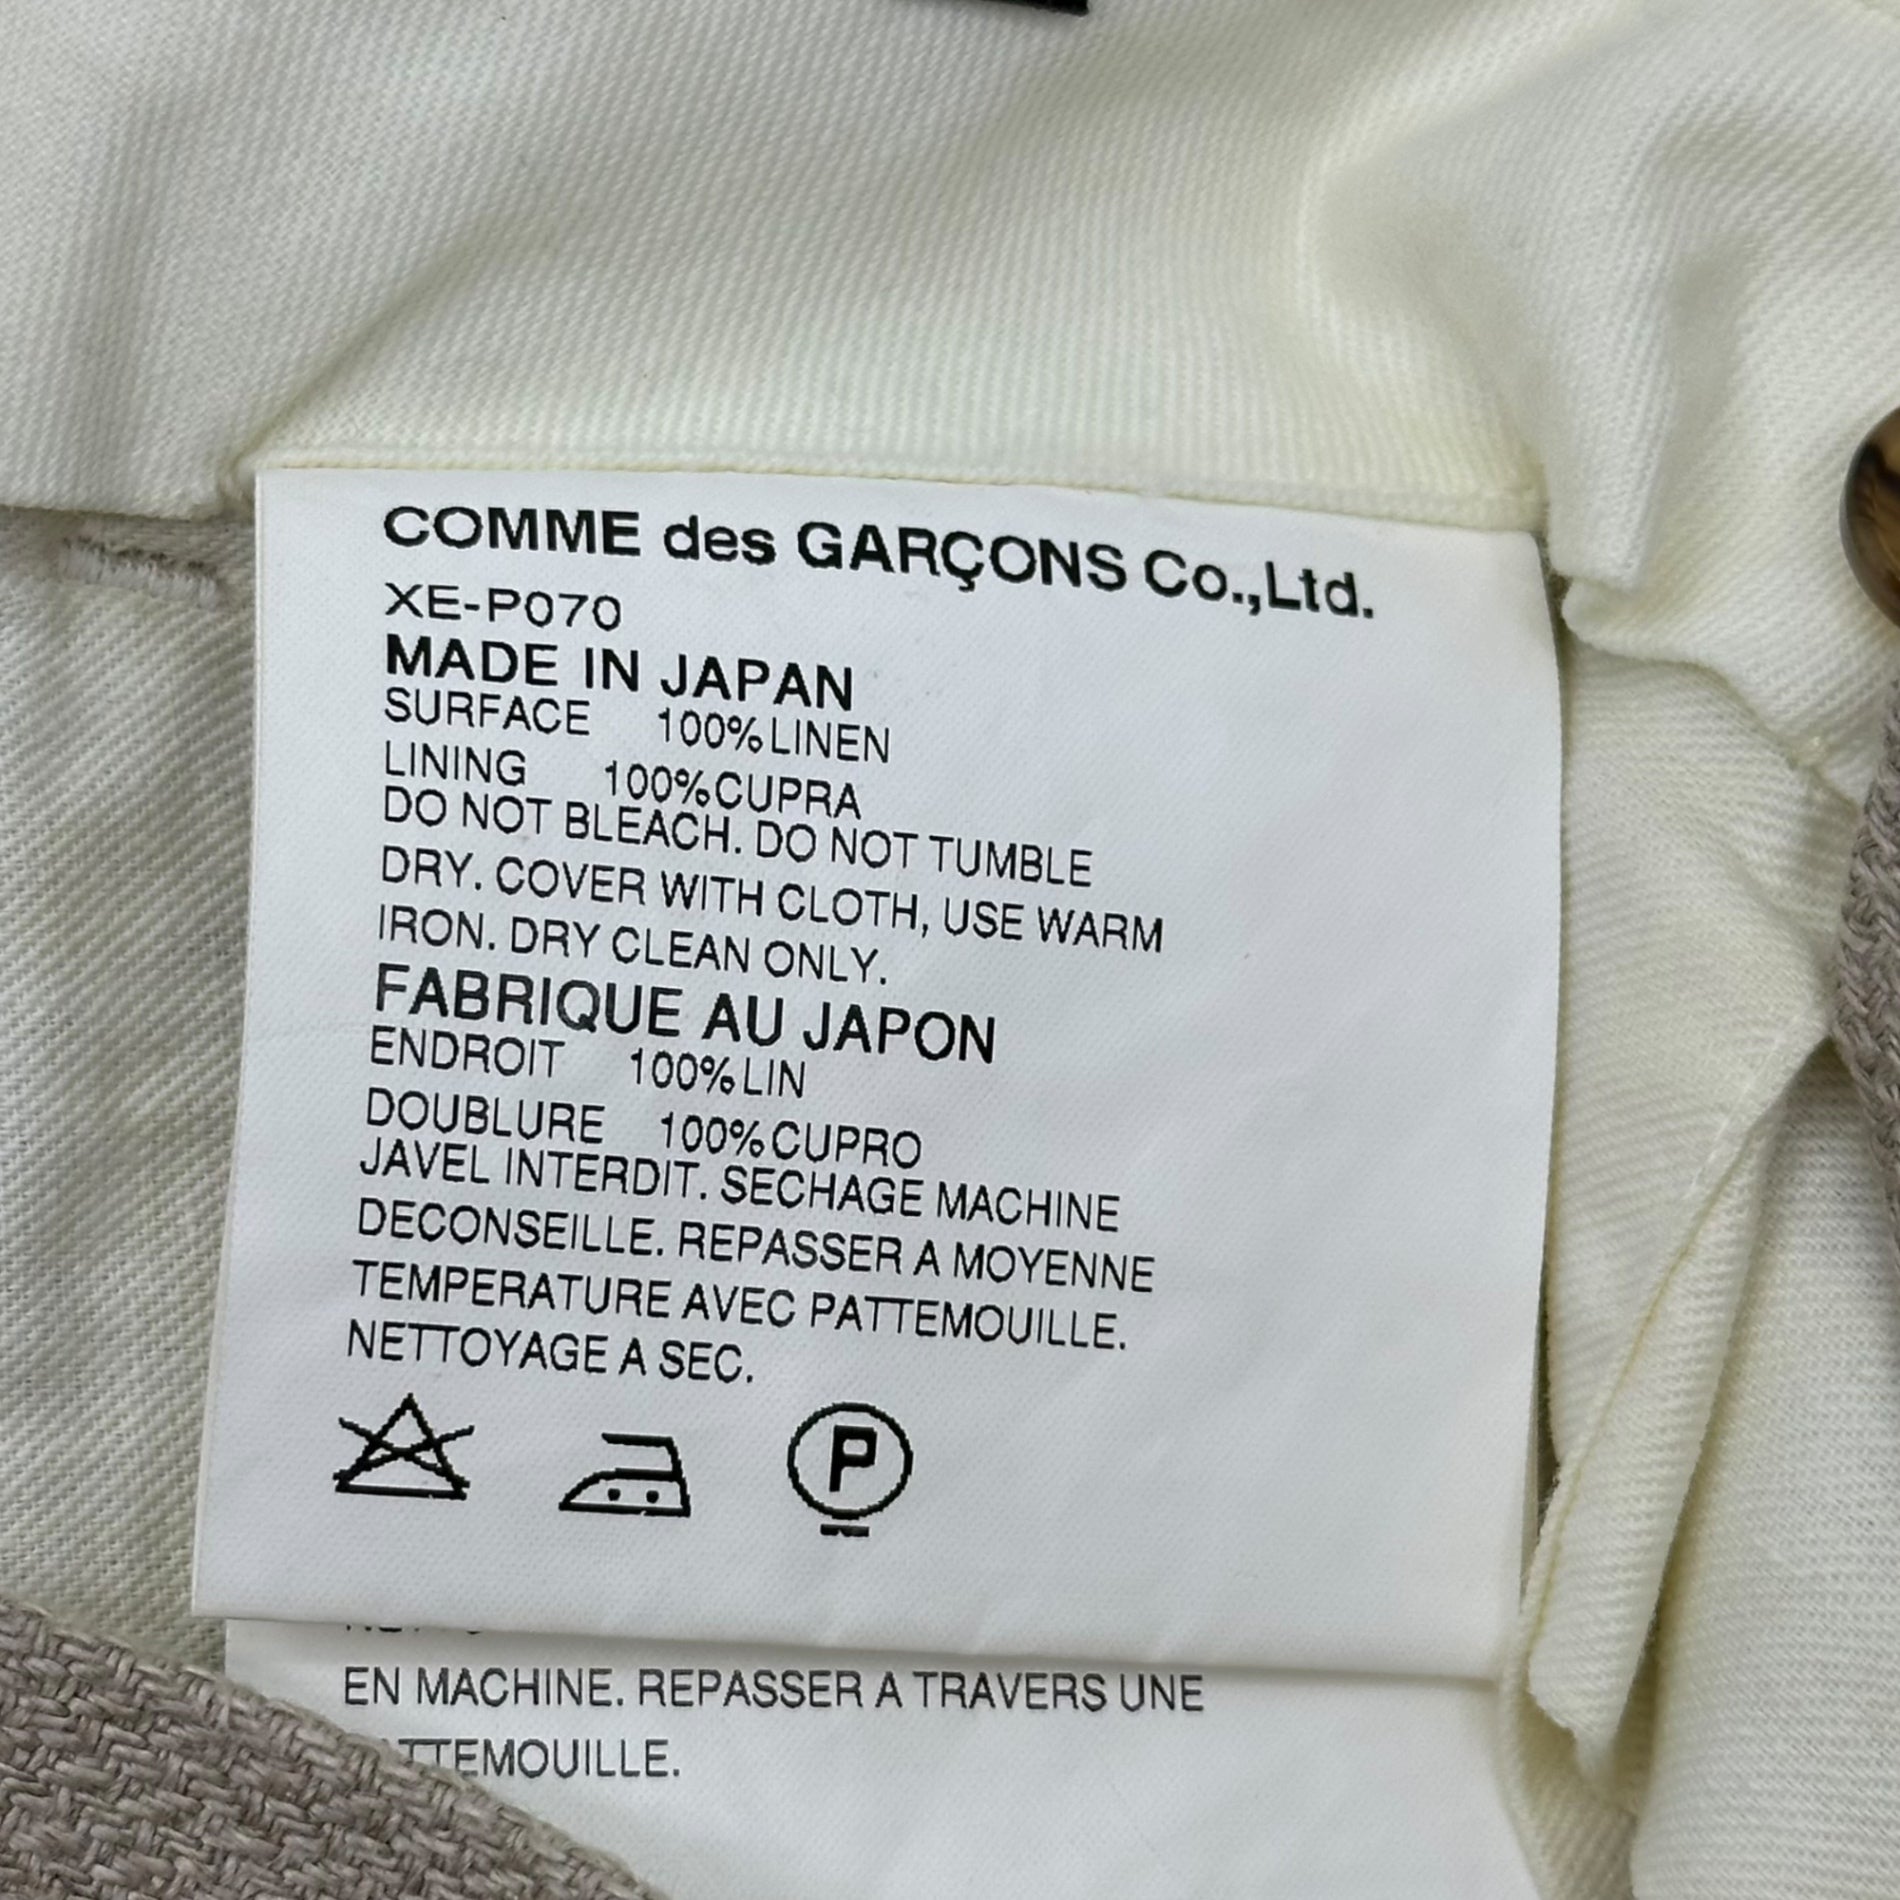 COMME des GARÇONS Co.,Ltd.
XE-P070
MADE IN JAPAN
SURFACE 100%LINEN
LINING 100%CUPRA
DO NOT BLEACH. DO NOT TUMBLE
DRY. COVER WITH CLOTH, USE WARM
IRON. DRY CLEAN ONLY.
FABRIQUE AU JAPON
ENDROIT 100%LIN
DOUBLURE 100%CUPRO
JAVEL INTERDIT. SECHAGE MACHINE
DECONSEILLE. REPASSER A MOYENNE
TEMPERATURE AVEC PATTEMOUILLE.
NETTOYAGE A SEC.
P
EN MACHINE. REPASSER A TRAVERS UNE